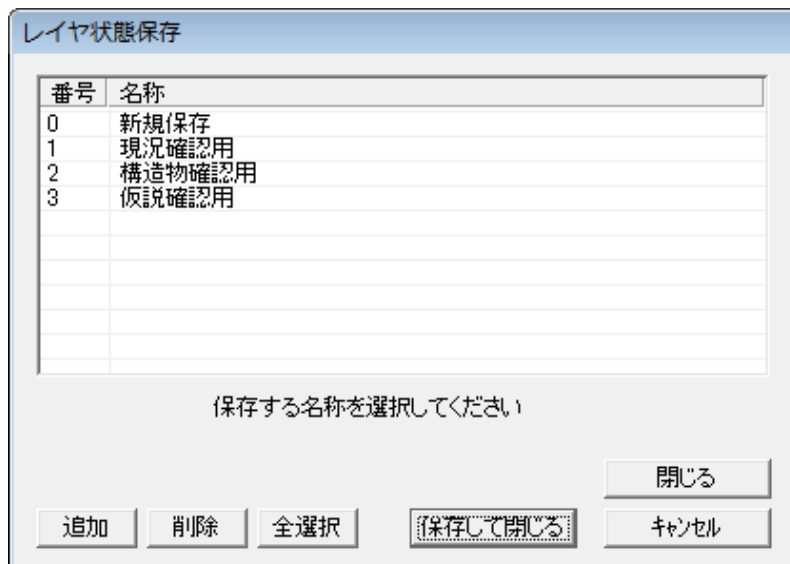 レイヤ状態保存
番号 名称
0 新規保存
1 現況確認用
2 構造物確認用
3 仮説確認用
保存する名称を選択してください
閉じる
追加 削除 全選択 保存して閉じる ｷｬﾝｾﾙ